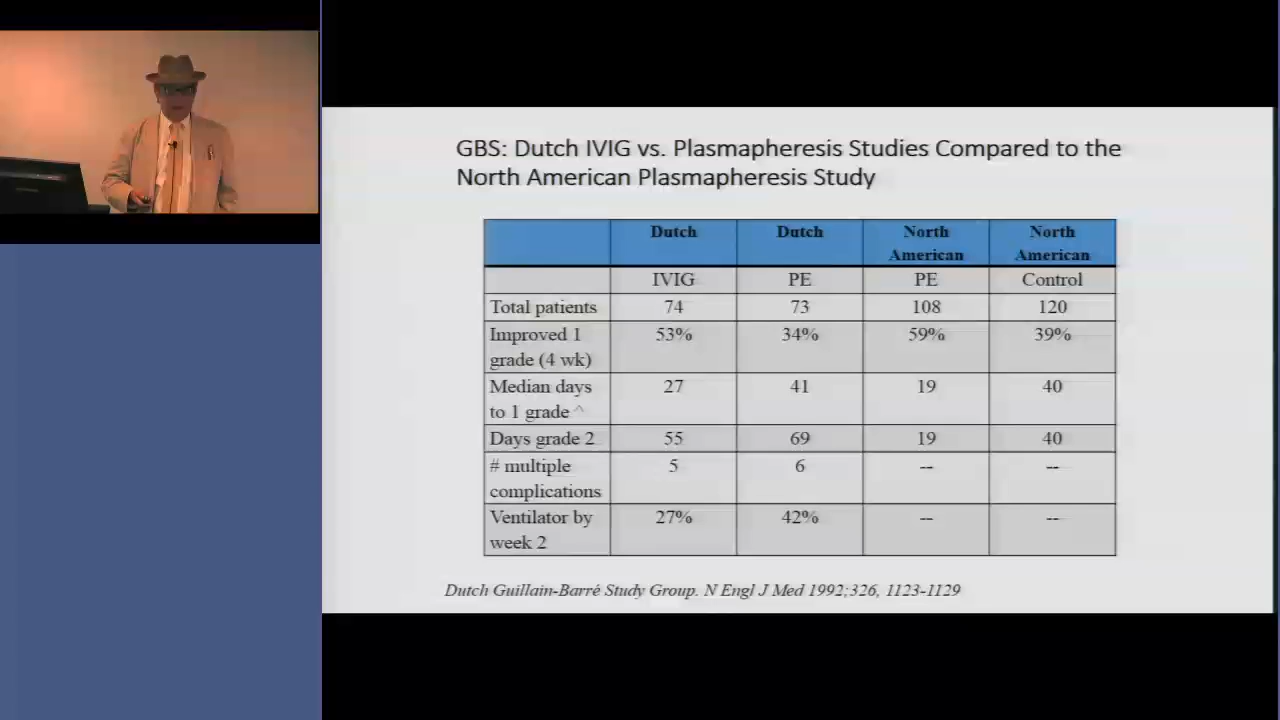 GBS: Dutch IVIG vs. Plasmapheresis Studies Compared to the
North American Plasmapheresis Study
Dutch Dutch North American North American
IVIG PE PE Control
Total patients 74 73 108 120
Improved 1 grade (4 wk) 53% 34% 59% 39%
Median days to 1 grade ^ 27 41 19 40
Days grade 2 55 69 19 40
# multiple complications 5 6 -- --
Ventilator by week 2 27% 42% -- --
Dutch Guillain-Barré Study Group. N Engl J Med 1992;326, 1123-1129